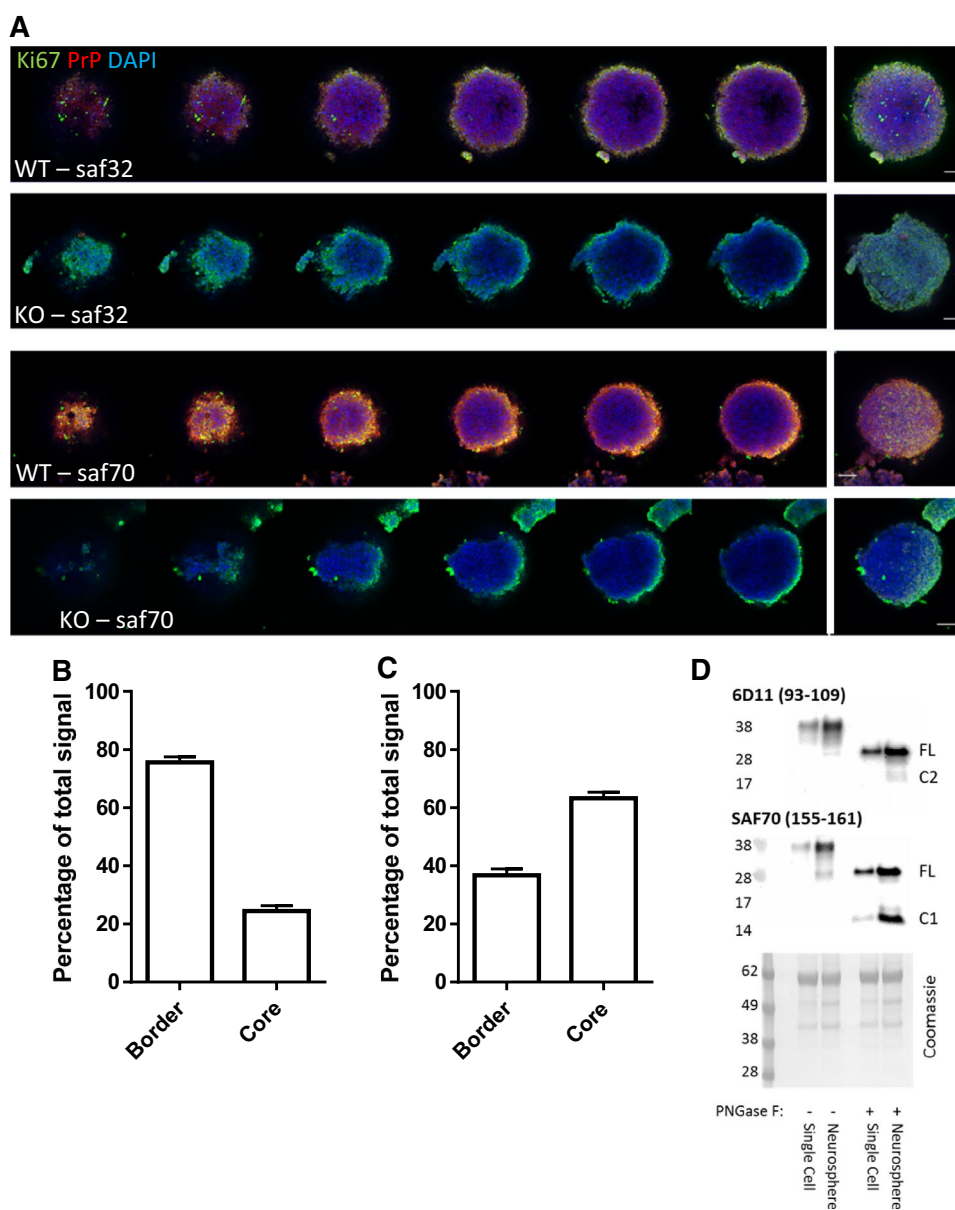 A
Ki67 PrP DAPI
WT – saf32
KO – saf32
WT – saf70
KO – saf70
B
Percentage of total signal
100
80
60
40
20
0
Border
Core
C
Percentage of total signal
100
80
60
40
20
0
Border
Core
D
6D11 (93-109)
38
28
17
FL
C2
SAF70 (155-161)
38
28
17
14
FL
C1
62
49
38
28
Coomassie
PNGase F: - - + +
Single Cell
Neurosphere
Single Cell
Neurosphere